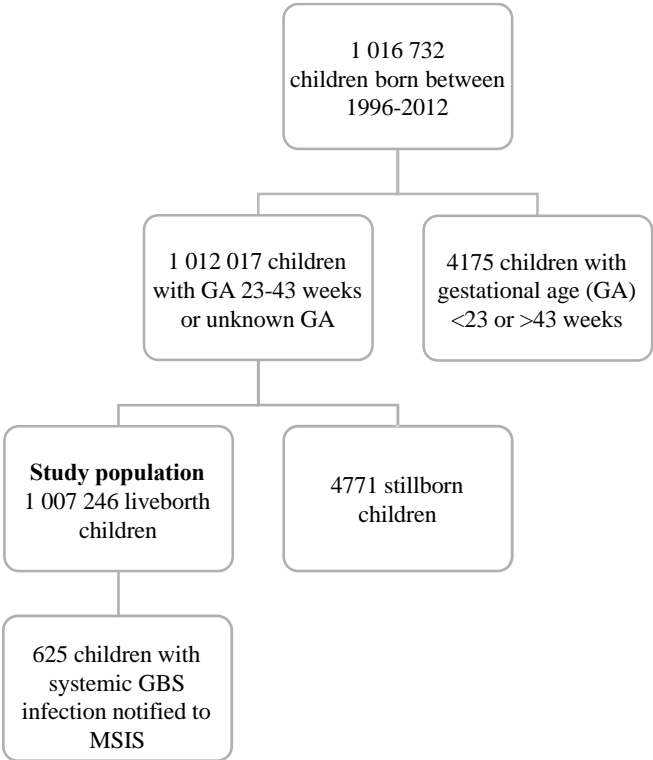 1 016 732
children born between
1996-2012
1 012 017 children
with GA 23-43 weeks
or unknown GA
4175 children with
gestational age (GA)
<23 or >43 weeks
Study population
1 007 246 liveborth
children
4771 stillborn
children
625 children with
systemic GBS
infection notified to
MSIS